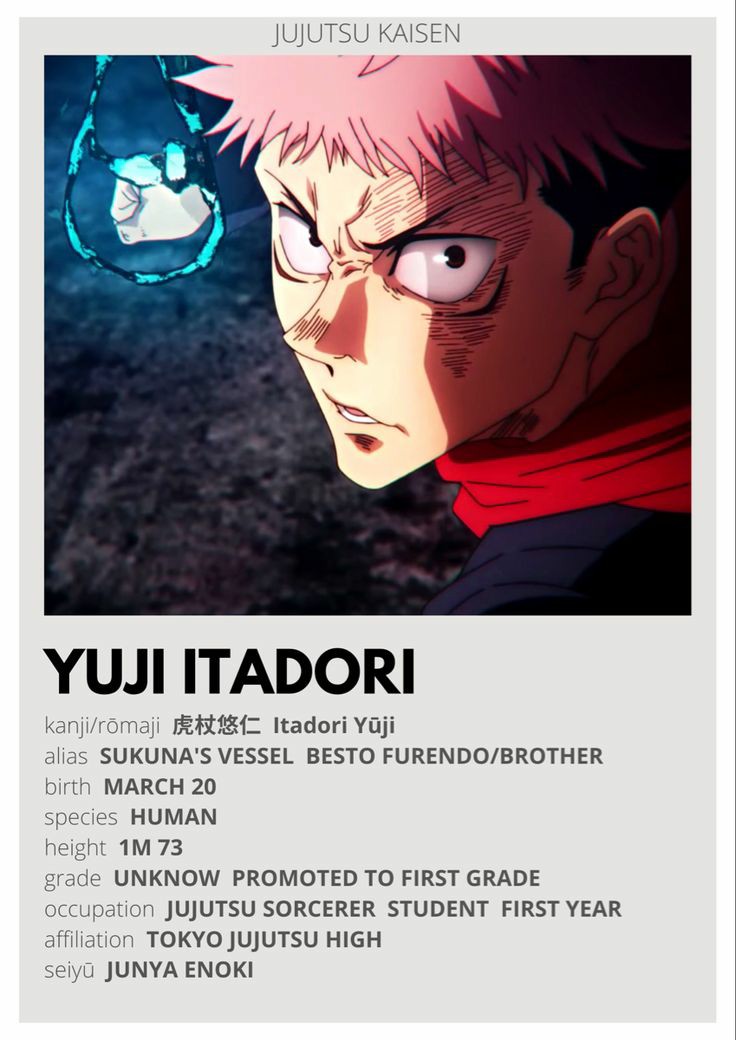 JUJUTSU KAISEN
YUJI ITADORI
kanji/rōmaji 虎杖悠仁 Itadori Yūji
alias SUKUNA'S VESSEL BESTO FURENDO/BROTHER
birth MARCH 20
species HUMAN
height 1M 73
grade UNKNOW PROMOTED TO FIRST GRADE
occupation JUJUTSU SORCERER STUDENT FIRST YEAR
affiliation TOKYO JUJUTSU HIGH
seiyū JUNYA ENOKI